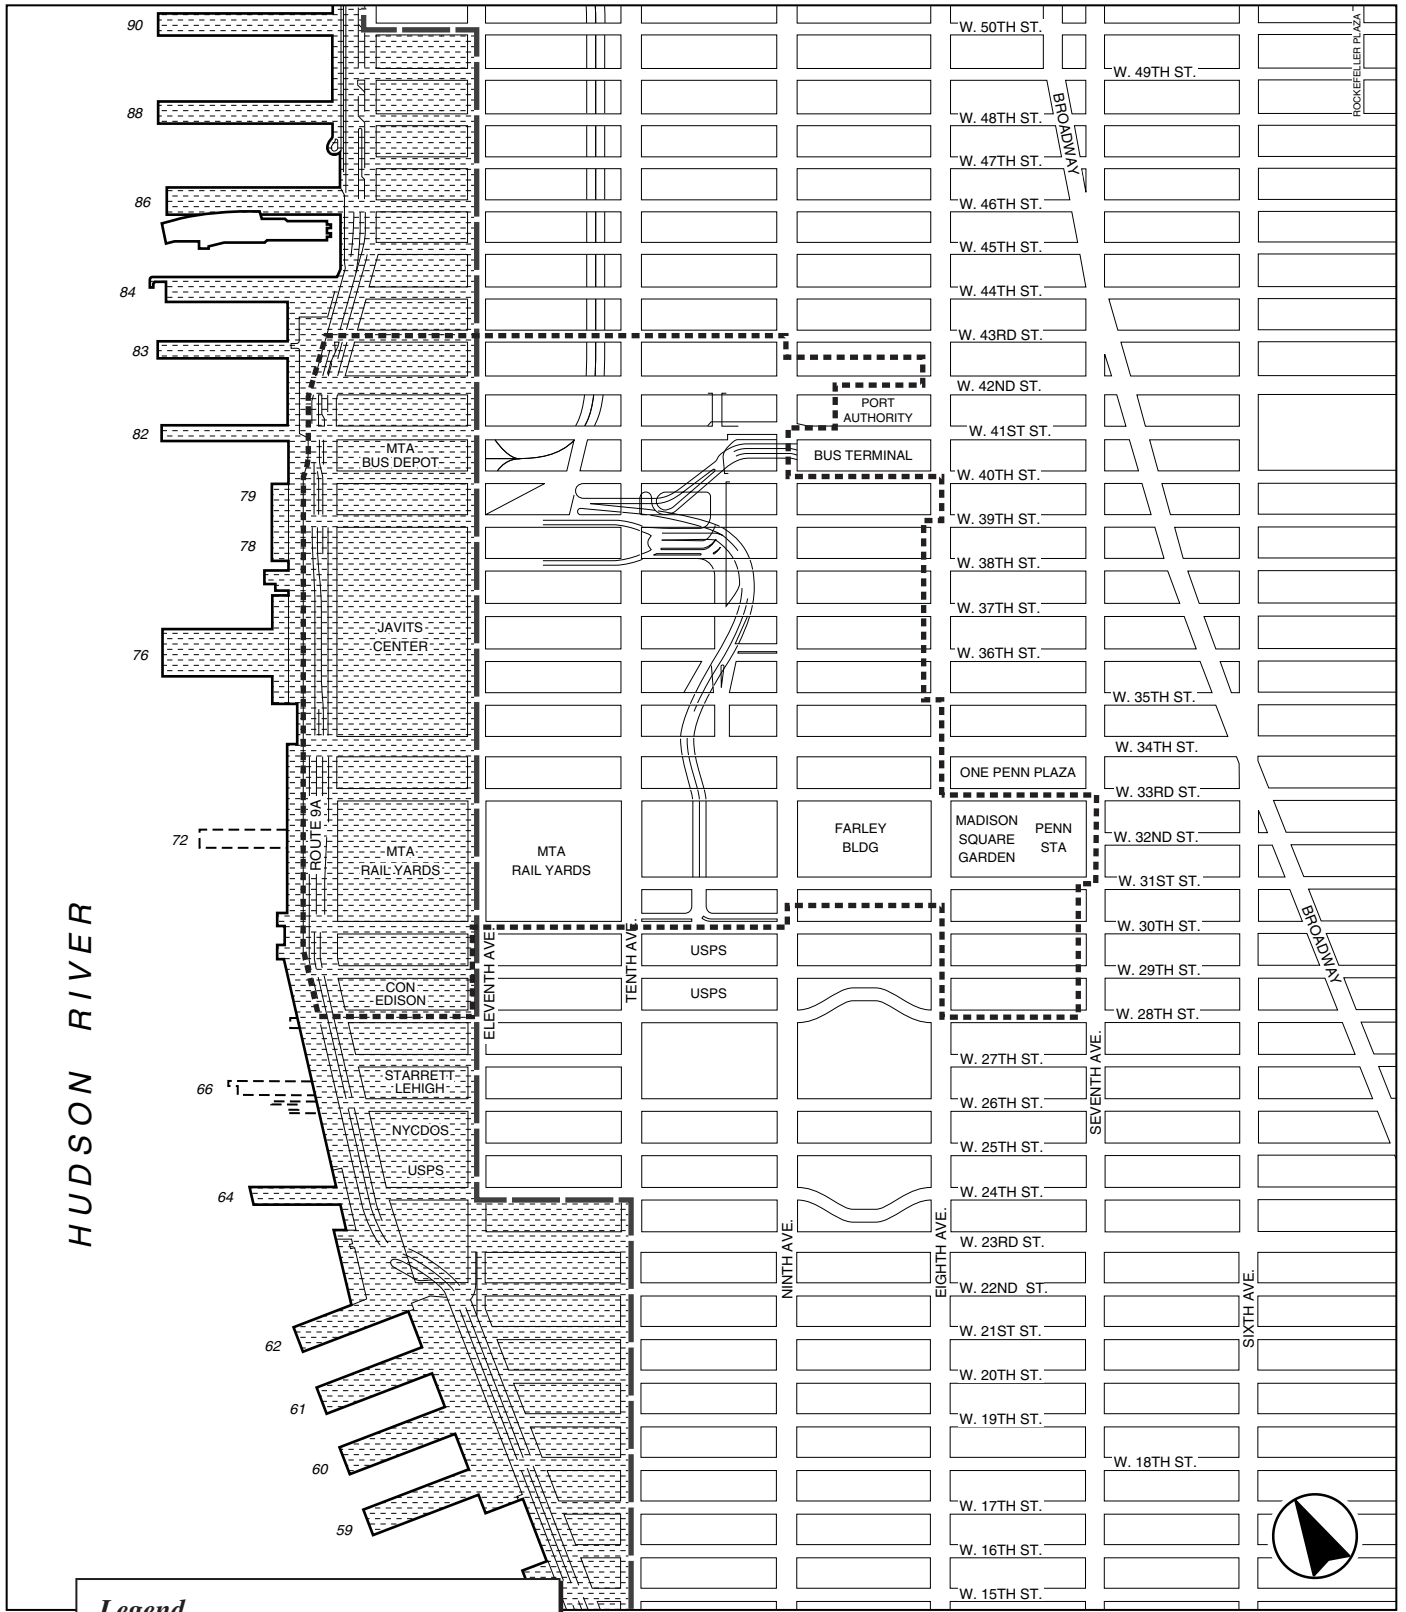 90
W. 50TH ST.
ROCKEFELLER PLAZA
W. 49TH ST.
88
BROADWAY
W. 48TH ST.
W. 47TH ST.
86
W. 46TH ST.
W. 45TH ST.
84
W. 44TH ST.
83
W. 43RD ST.
W. 42ND ST.
PORT
AUTHORITY
82
W. 41ST ST.
MTA
BUS DEPOT
BUS TERMINAL
W. 40TH ST.
79
W. 39TH ST.
78
W. 38TH ST.
W. 37TH ST.
JAVITS
CENTER
76
W. 36TH ST.
W. 35TH ST.
W. 34TH ST.
ONE PENN PLAZA
W. 33RD ST.
ROUTE 9A
72
MTA
RAIL YARDS
MTA
RAIL YARDS
FARLEY
BLDG
MADISON
SQUARE
GARDEN
PENN
STA
W. 32ND ST.
W. 31ST ST.
HUDSON RIVER
BROADWAY
W. 30TH ST.
ELEVENTH AVE.
TENTH AVE.
USPS
W. 29TH ST.
CON
EDISON
USPS
W. 28TH ST.
SEVENTH AVE.
W. 27TH ST.
66
STARRETT
LEHIGH
W. 26TH ST.
NYCDOS
W. 25TH ST.
USPS
64
W. 24TH ST.
NINTH AVE.
EIGHTH AVE.
W. 23RD ST.
SIXTH AVE.
W. 22ND ST.
62
W. 21ST ST.
W. 20TH ST.
61
W. 19TH ST.
60
W. 18TH ST.
W. 17TH ST.
59
W. 16TH ST.
W. 15TH ST.
Legend